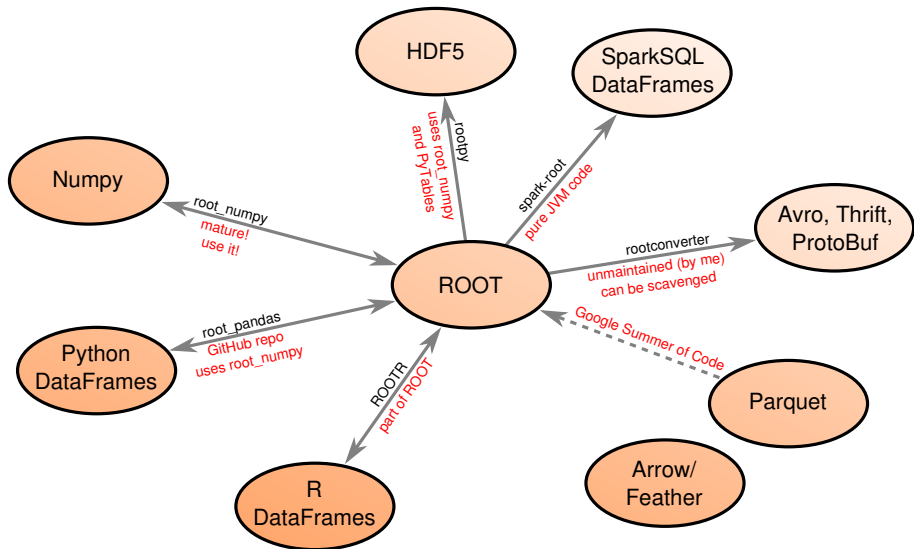 HDF5
SparkSQL
DataFrames
rootpy
uses root_numpy
and PyTables
spark-root
pure JVM code
Numpy
root_numpy
mature!
use it!
Avro, Thrift,
ProtoBuf
rootconverter
unmaintained (by me)
can be scavenged
ROOT
root_pandas
GitHub repo
uses root_numpy
Python
DataFrames
Google Summer of Code
Parquet
ROOTR
part of ROOT
Arrow/
Feather
R
DataFrames